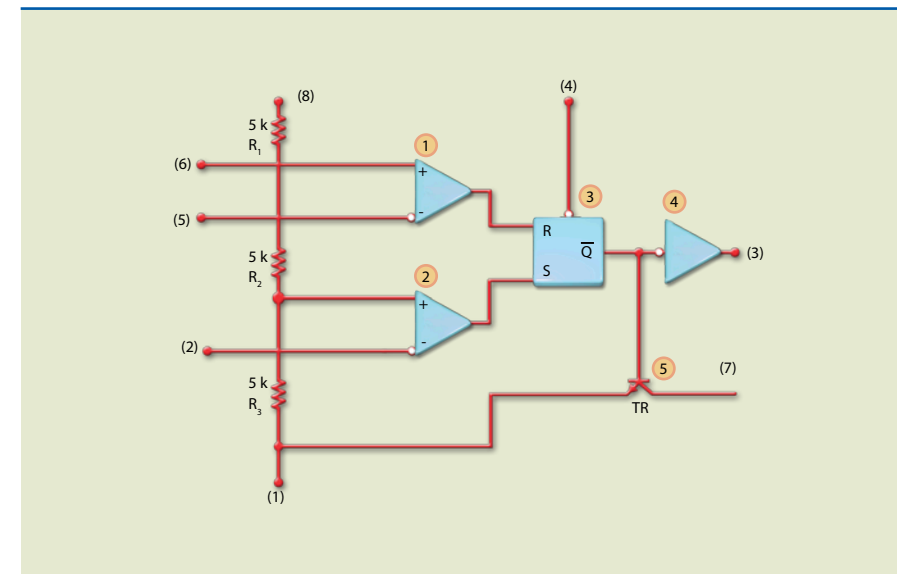 (8)
(4)
5 k
R1
1
(6)
+
3
4
(5)
-
R
Q̅
(3)
5 k
R2
2
S
+
(2)
-
5 k
R3
5
(7)
TR
(1)